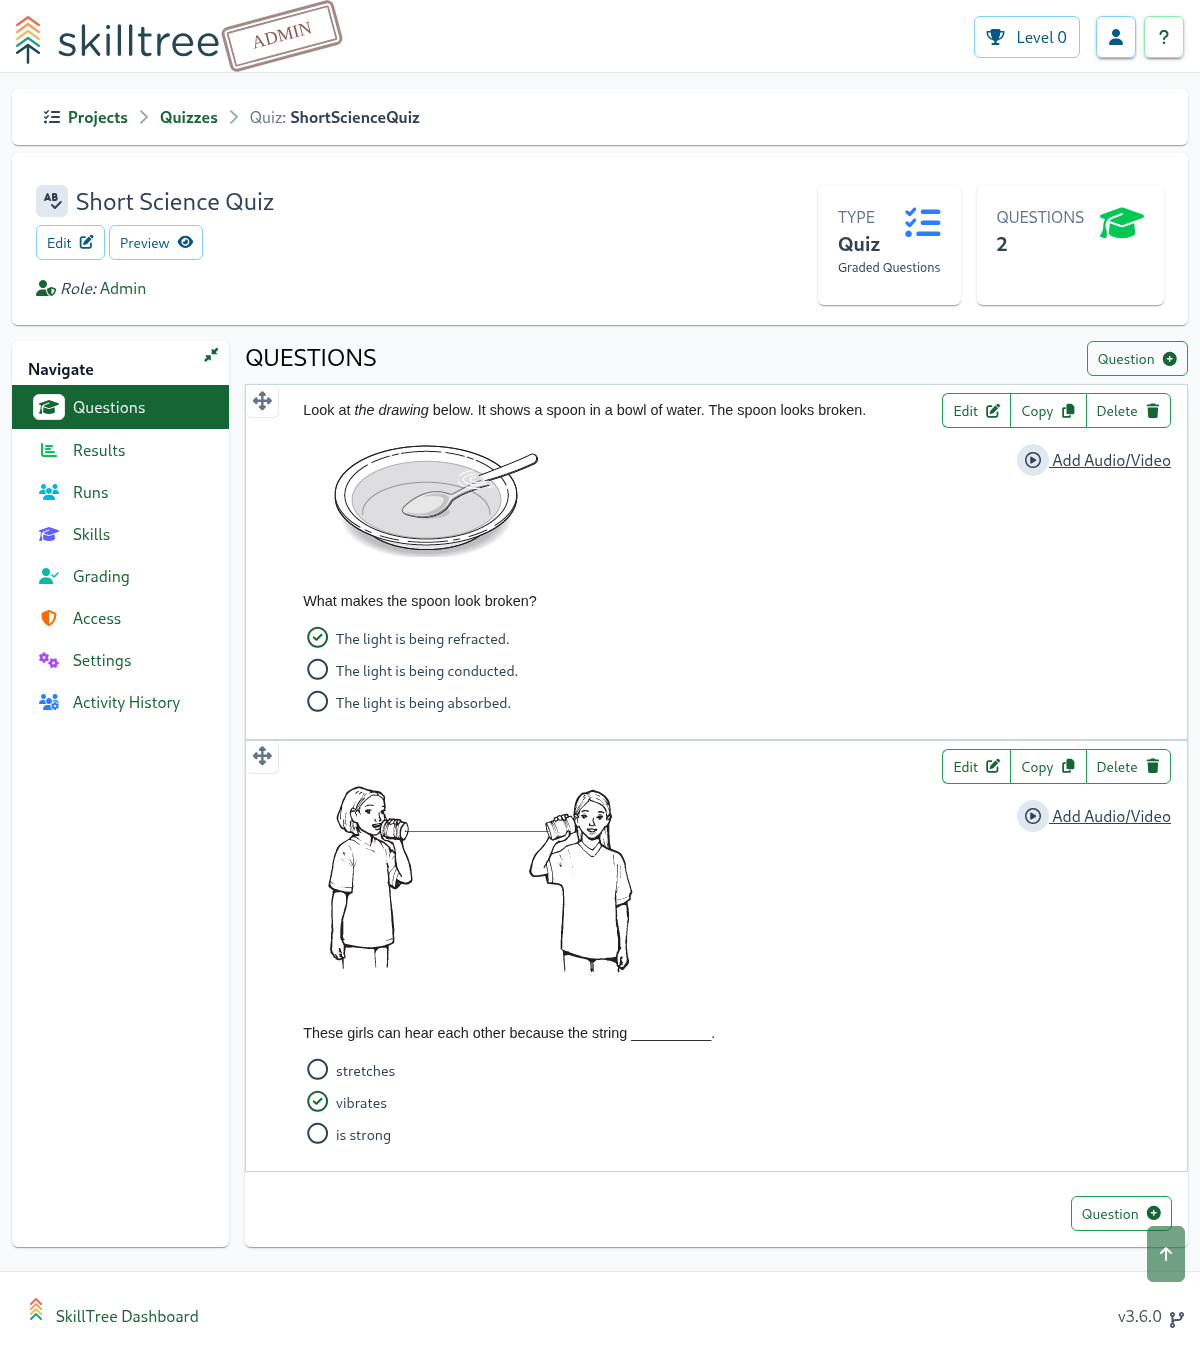 skilltree
ADMIN
Level 0
?
Projects > Quizzes > Quiz: ShortScienceQuiz
AB
Short Science Quiz
Edit
Preview
Role: Admin
TYPE
Quiz
Graded Questions
QUESTIONS
2
Navigate
Questions
Results
Runs
Skills
Grading
Access
Settings
Activity History
QUESTIONS
Question
Look at the drawing below. It shows a spoon in a bowl of water. The spoon looks broken.
Edit
Copy
Delete
Add Audio/Video
What makes the spoon look broken?
The light is being refracted.
The light is being conducted.
The light is being absorbed.
Edit
Copy
Delete
Add Audio/Video
These girls can hear each other because the string __________.
stretches
vibrates
is strong
Question
SkillTree Dashboard
v3.6.0